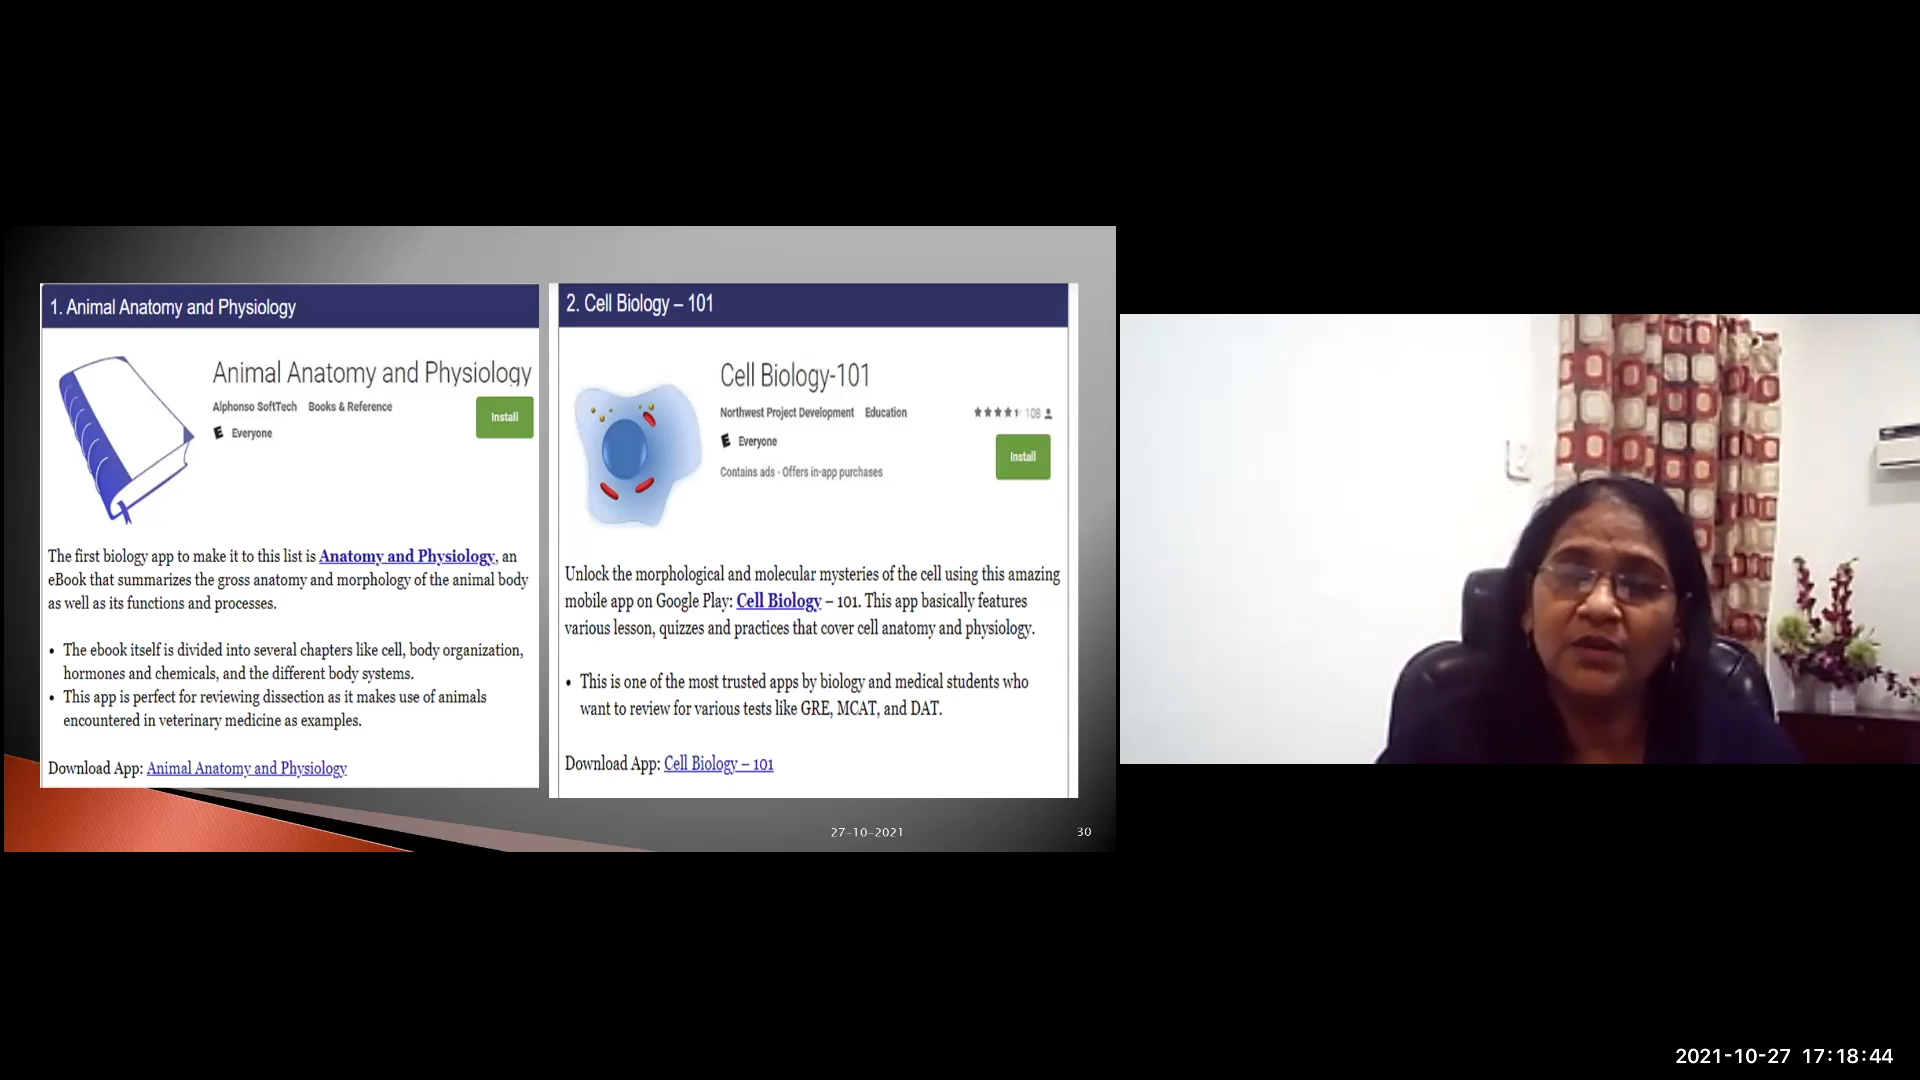 1. Animal Anatomy and Physiology
Animal Anatomy and Physiology
Alphonso SoftTech Books & Reference
Install
E Everyone
The first biology app to make it to this list is Anatomy and Physiology, an
eBook that summarizes the gross anatomy and morphology of the animal body
as well as its functions and processes.
• The ebook itself is divided into several chapters like cell, body organization,
hormones and chemicals, and the different body systems.
• This app is perfect for reviewing dissection as it makes use of animals
encountered in veterinary medicine as examples.
Download App: Animal Anatomy and Physiology
2. Cell Biology – 101
Cell Biology-101
Northwest Project Development Education
108
E Everyone
Install
Contains ads · Offers in-app purchases
Unlock the morphological and molecular mysteries of the cell using this amazing
mobile app on Google Play: Cell Biology – 101. This app basically features
various lesson, quizzes and practices that cover cell anatomy and physiology.
• This is one of the most trusted apps by biology and medical students who
want to review for various tests like GRE, MCAT, and DAT.
Download App: Cell Biology – 101
27-10-2021
30
2021-10-27 17:18:44